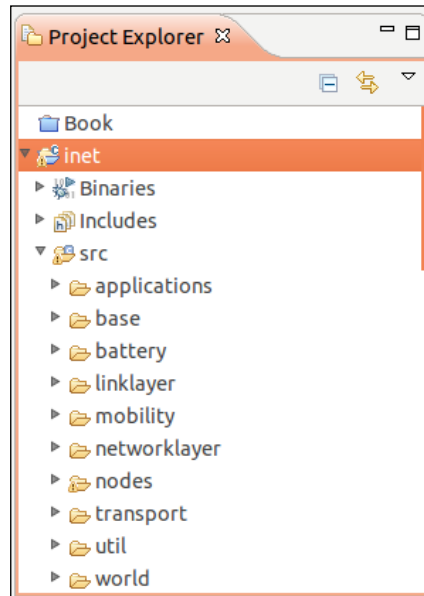 Project Explorer
Book
inet
Binaries
Includes
src
applications
base
battery
linklayer
mobility
networklayer
nodes
transport
util
world